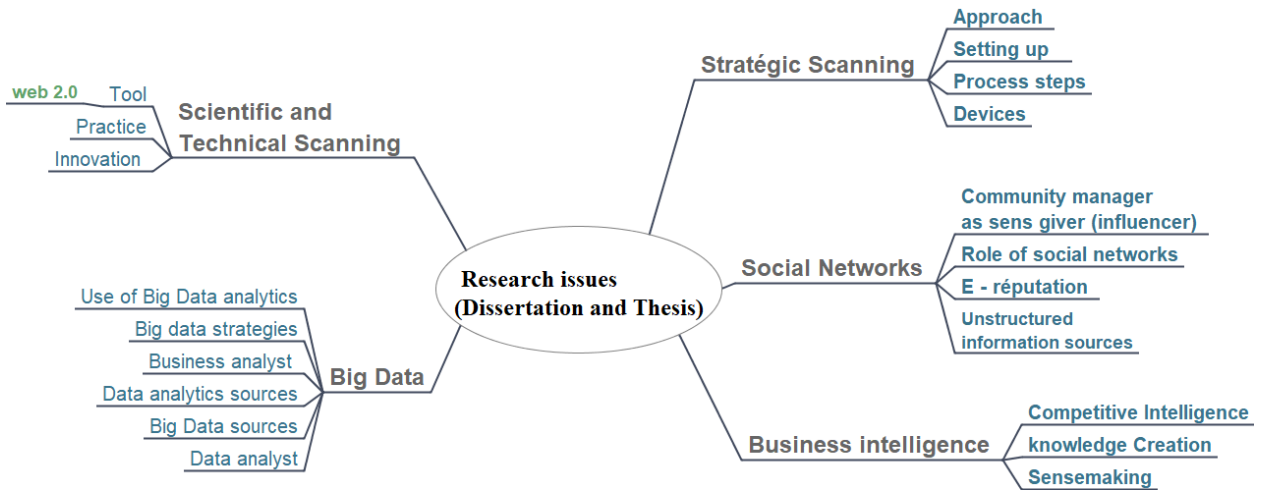 Research issues
(Dissertation and Thesis)
Scientific and
Technical Scanning
Tool
web 2.0
Practice
Innovation
Big Data
Use of Big Data analytics
Big data strategies
Business analyst
Data analytics sources
Big Data sources
Data analyst
Stratégic Scanning
Approach
Setting up
Process steps
Devices
Social Networks
Community manager
as sens giver (influencer)
Role of social networks
E - réputation
Unstructured
information sources
Business intelligence
Competitive Intelligence
knowledge Creation
Sensemaking